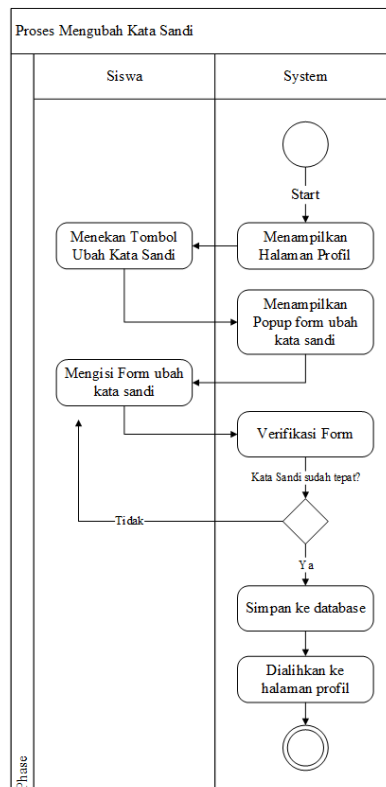 Proses Mengubah Kata Sandi
Siswa
System
Start
Menampilkan
Halaman Profil
Menekan Tombol
Ubah Kata Sandi
Menampilkan
Popup form ubah
kata sandi
Mengisi Form ubah
kata sandi
Verifikasi Form
Kata Sandi sudah tepat?
Tidak
Ya
Simpan ke database
Dialihkan ke
halaman profil
Phase